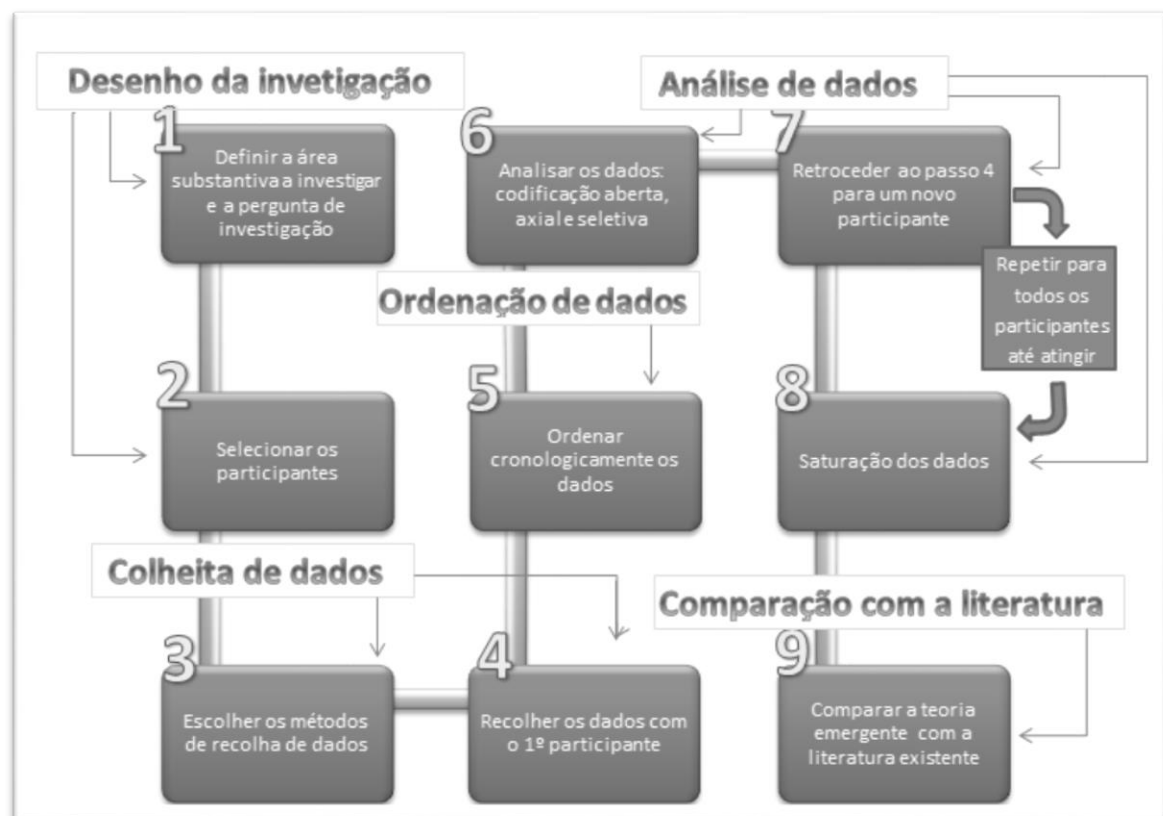 Desenho da invetigação
1
Definir a área
substantiva a investigar
e a pergunta de
investigação
2
Selecionar os
participantes
Colheita de dados
3
Escolher os métodos
de recolha de dados
4
Recolher os dados com
o 1º participante
Ordenação de dados
5
Ordenar
cronologicamente os
dados
Análise de dados
6
Analisar os dados:
codificação aberta,
axial e seletiva
7
Retroceder ao passo 4
para um novo
participante
Repetir para
todos os
participantes
até atingir
8
Saturação dos dados
Comparação com a literatura
9
Comparar a teoria
emergente com a
literatura existente